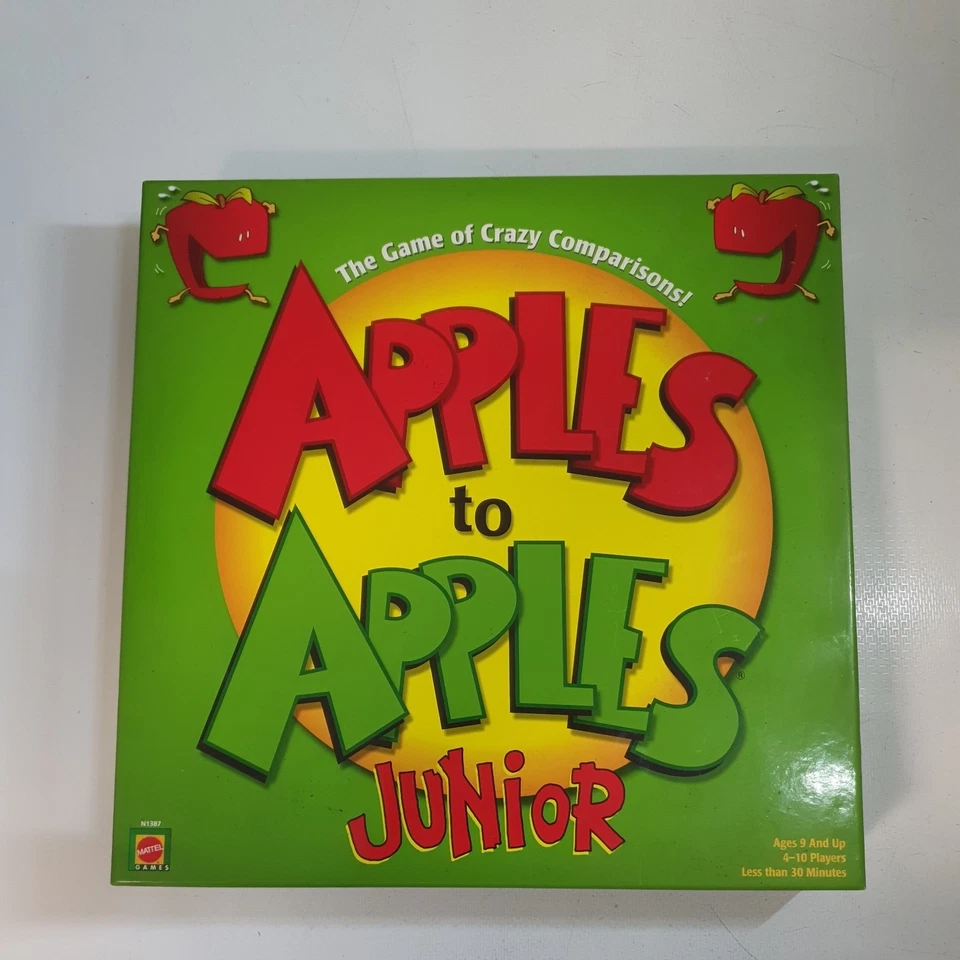 The Game of Crazy Comparisons!
APPLES
to
APPLES®
JUNiOR
N1387
MATTEL
GAMES
Ages 9 And Up
4–10 Players
Less than 30 Minutes